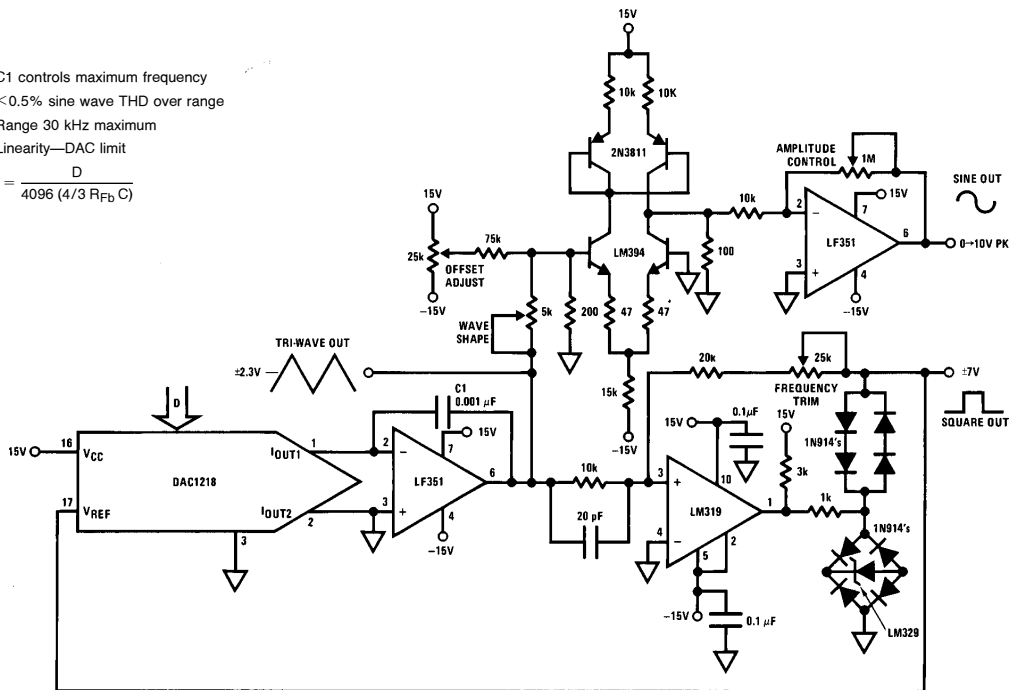 C1 controls maximum frequency
<0.5% sine wave THD over range
Range 30 kHz maximum
Linearity—DAC limit
= D
4096 (4/3 RFb C)
15V
10k
10K
2N3811
AMPLITUDE
CONTROL
1M
SINE OUT
15V
10k
2
7
−
LF351
6
0→10V PK
3
+
4
−15V
100
15V
75k
25k
OFFSET
ADJUST
−15V
LM394
WAVE
SHAPE
5k
200
47
47
15k
−15V
TRI-WAVE OUT
±2.3V
C1
0.001 µF
20k
25k
FREQUENCY
TRIM
±7V
SQUARE OUT
D
15V
16
VCC
IOUT1
1
2
−
15V
7
LF351
6
DAC1218
17
VREF
IOUT2
2
3
+
4
−15V
3
10k
20 pF
15V
0.1µF
15V
3k
1N914's
10
3
+
LM319
1
1k
4
−
5
2
−15V
0.1 µF
1N914's
LM329